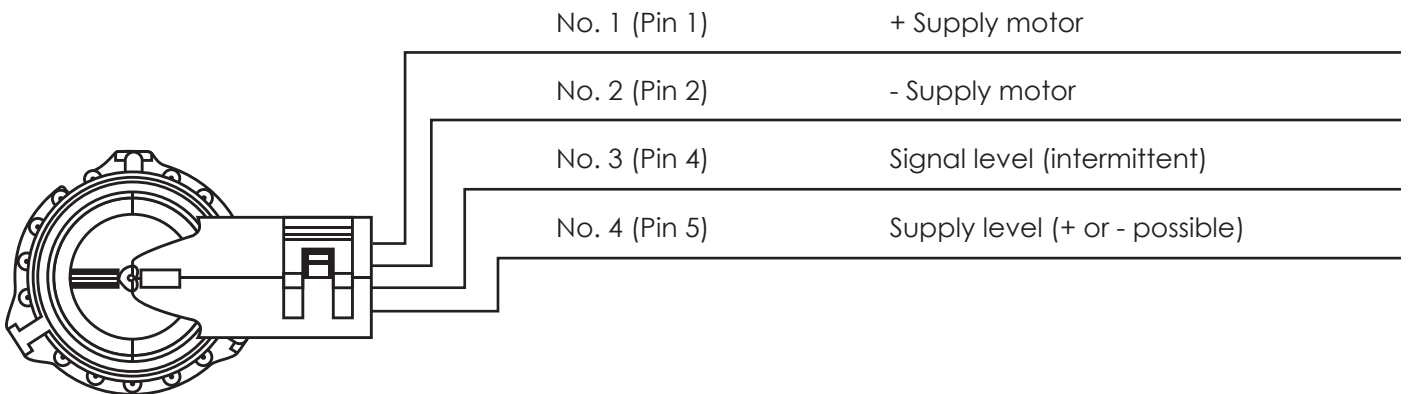 No. 1 (Pin 1) + Supply motor
No. 2 (Pin 2) - Supply motor
No. 3 (Pin 4) Signal level (intermittent)
No. 4 (Pin 5) Supply level (+ or - possible)